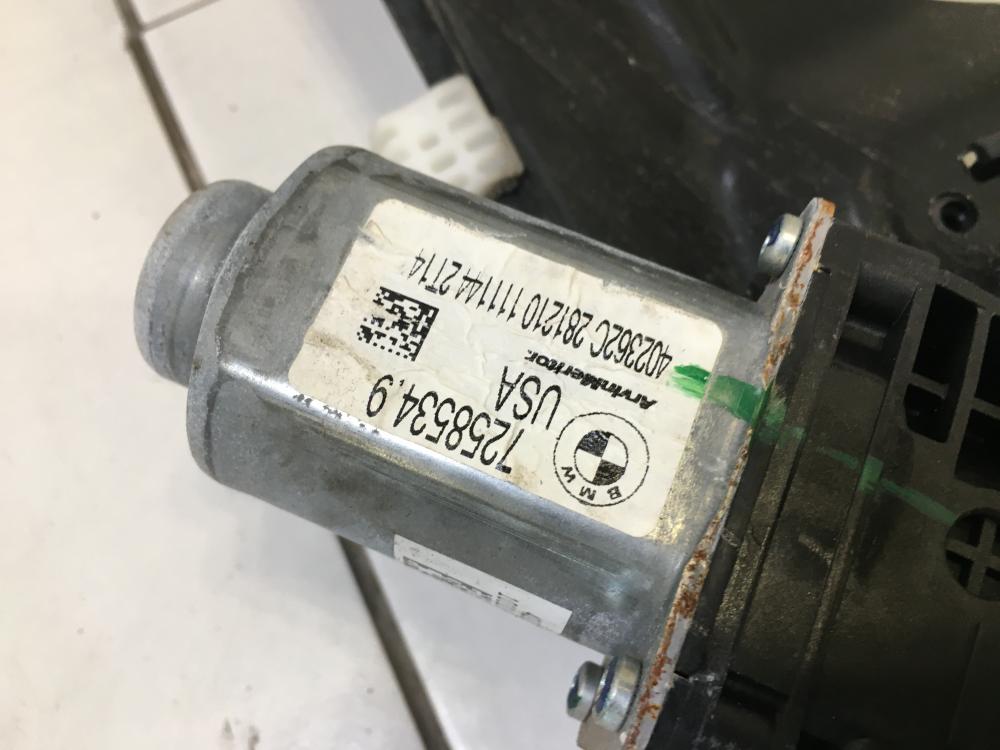 BMW
7258534.9
USA
ArvinMeritor.
402362C 281210 111144 2T14